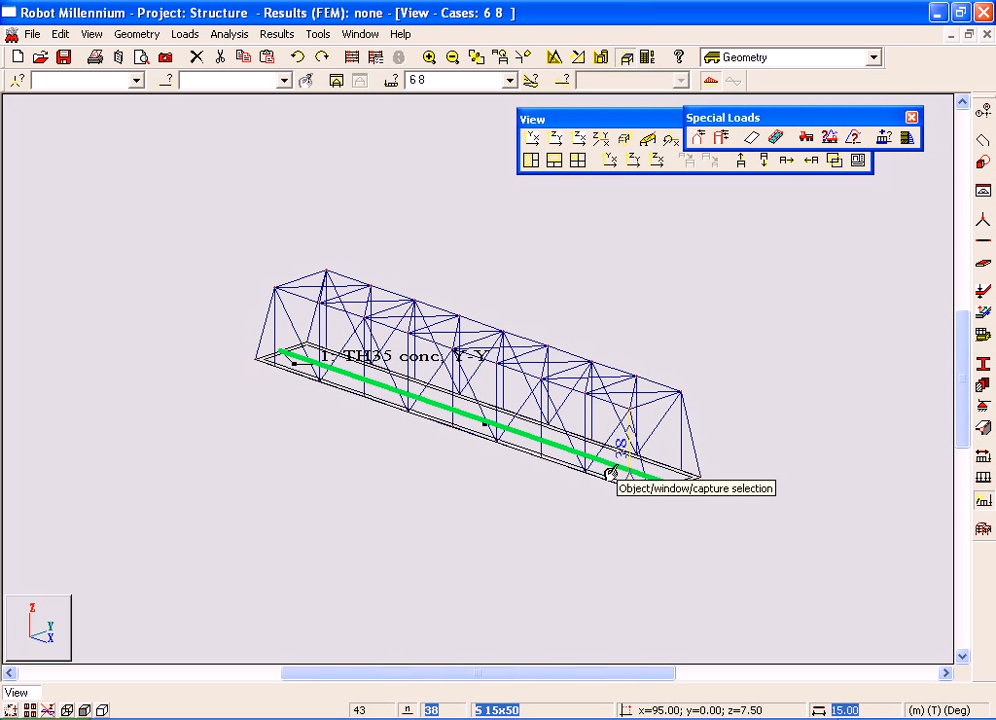 Robot Millennium - Project: Structure - Results (FEM): none - [View - Cases: 6 8 ]
File Edit View Geometry Loads Analysis Results Tools Window Help
Geometry
6 8
View
Special Loads
1. TH35 conc. Y-Y
38
Object/window/capture selection
Z
Y
X
View
43 38 S 15x50 x=95.00; y=0.00; z=7.50 15.00 (m) (T) (Deg)